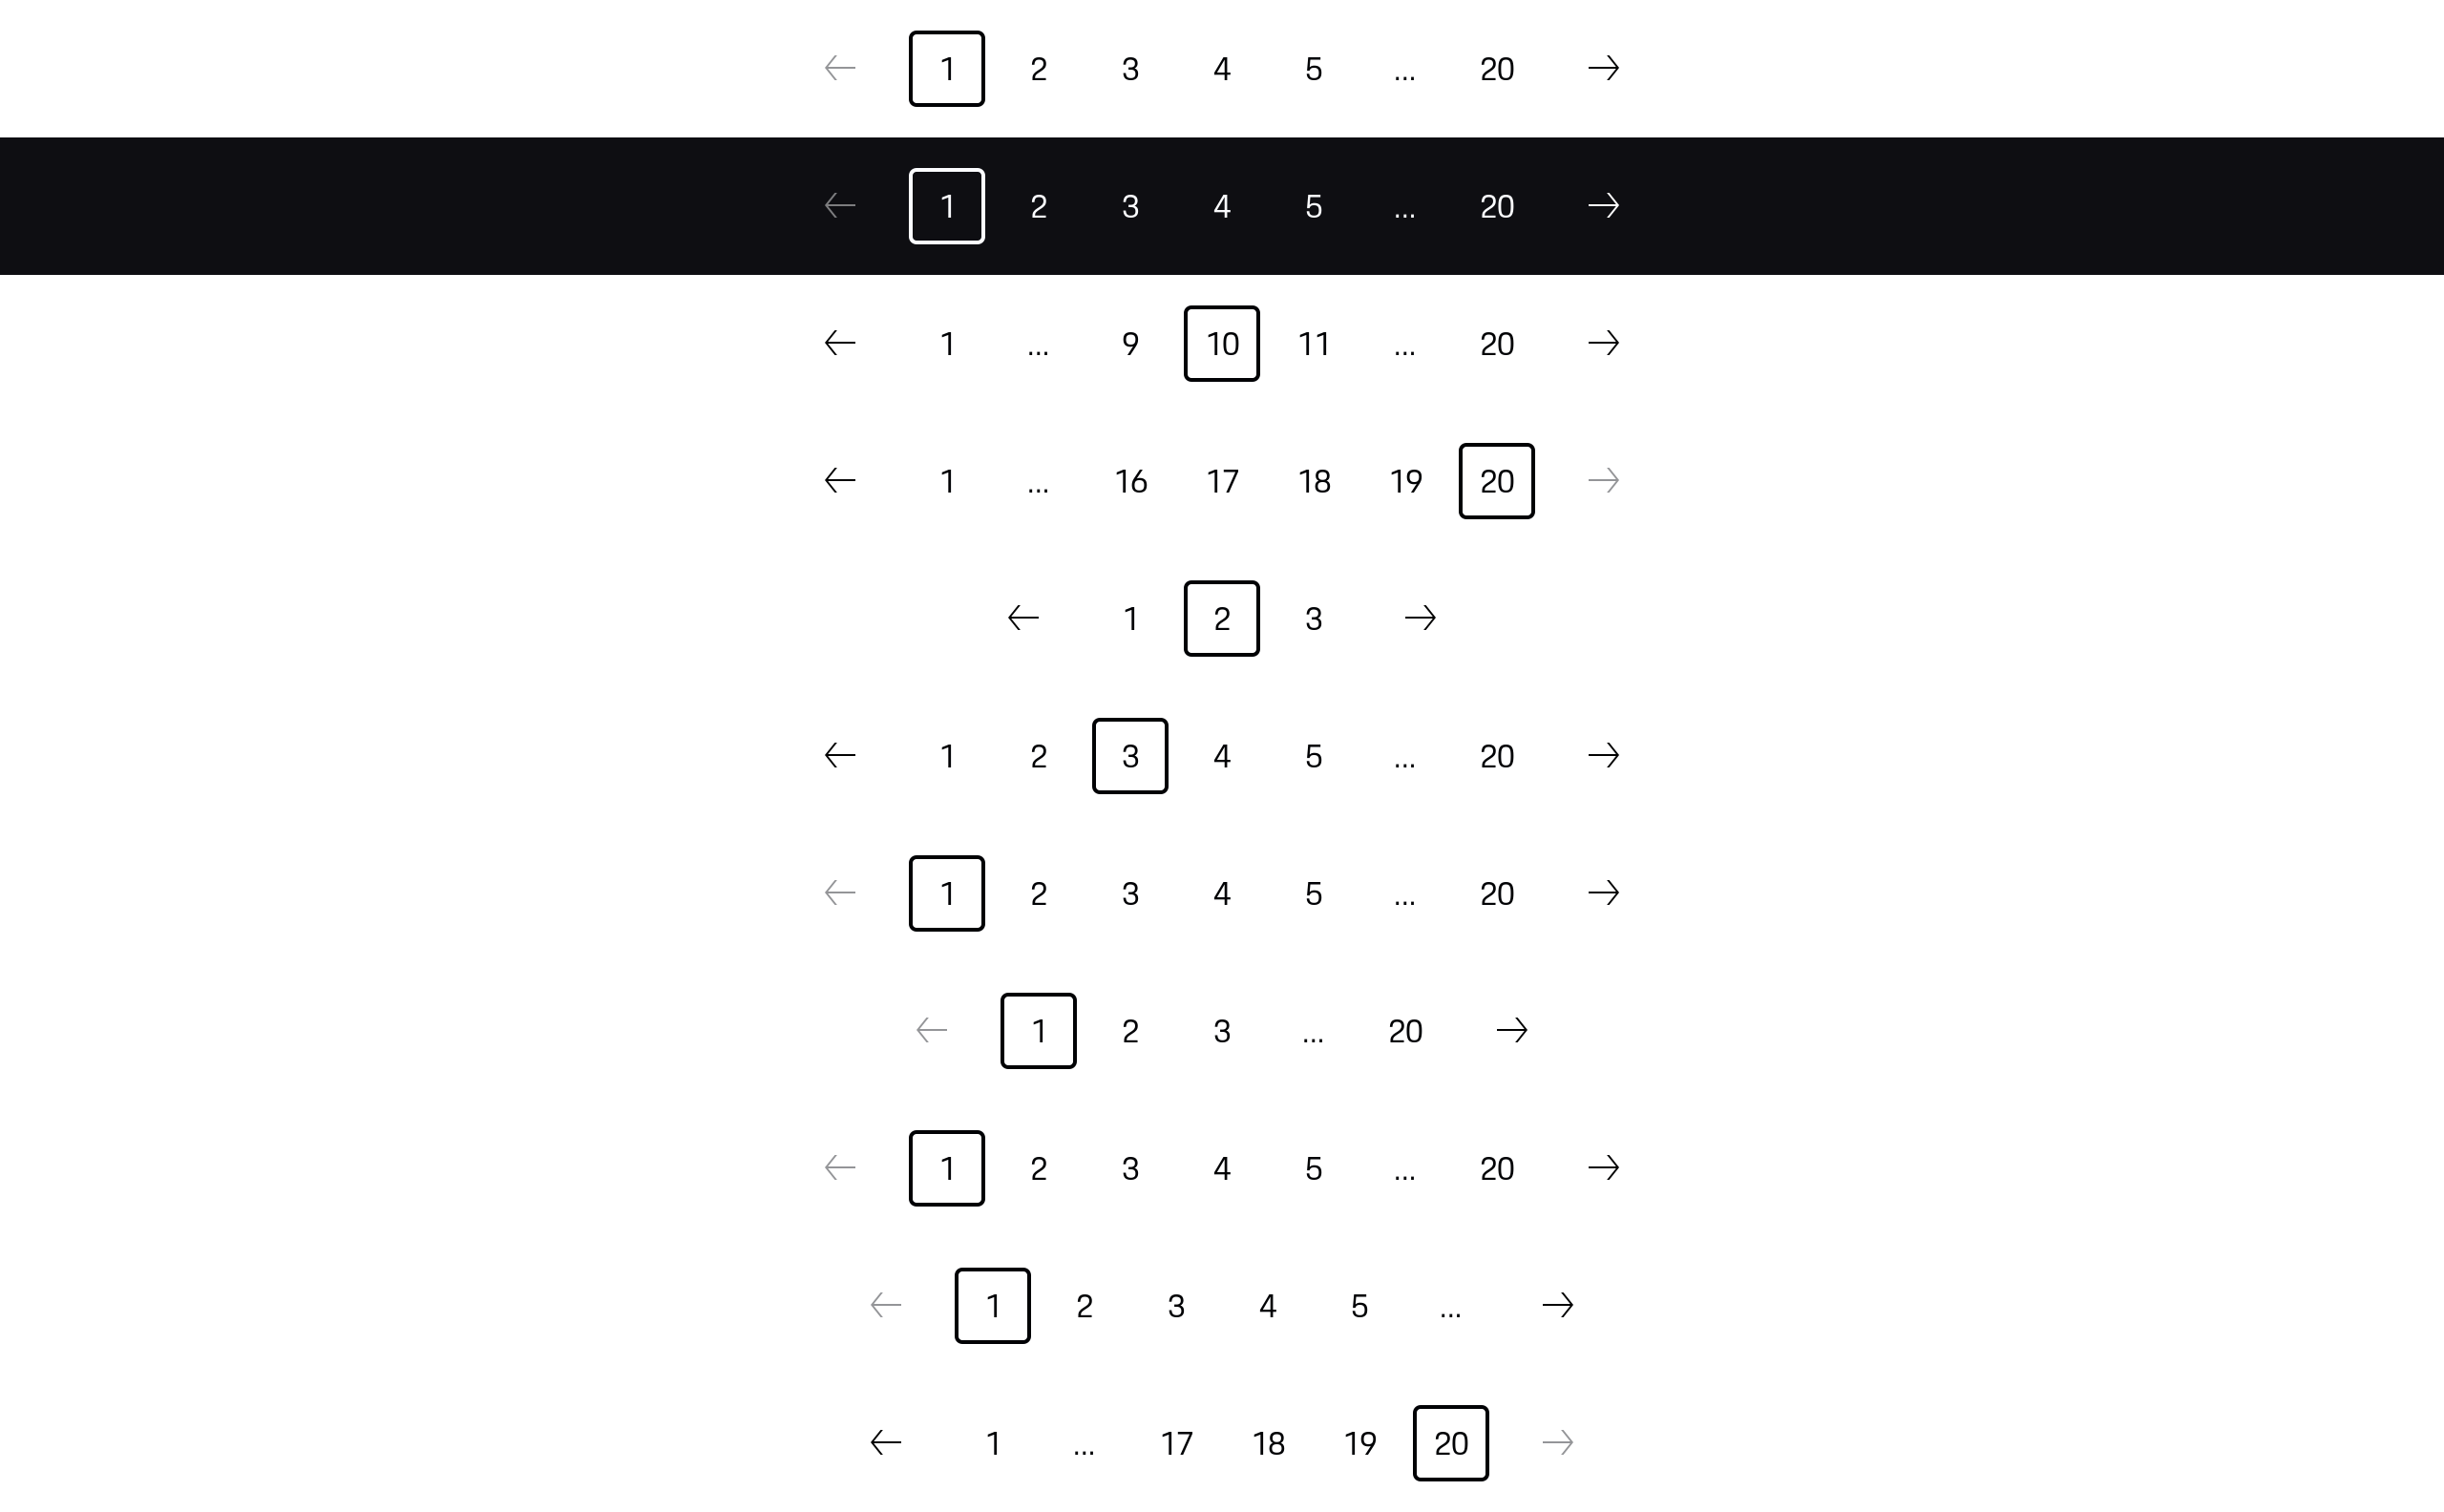 ← 1 2 3 4 5 ... 20 →
← 1 2 3 4 5 ... 20 →
← 1 ... 9 10 11 ... 20 →
← 1 ... 16 17 18 19 20 →
← 1 2 3 →
← 1 2 3 4 5 ... 20 →
← 1 2 3 4 5 ... 20 →
← 1 2 3 ... 20 →
← 1 2 3 4 5 ... 20 →
← 1 2 3 4 5 ... →
← 1 ... 17 18 19 20 →